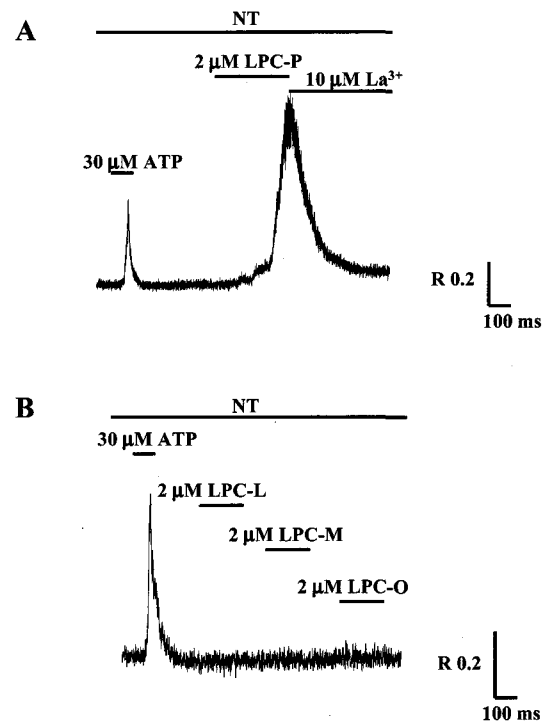 A
NT
2 μM LPC-P
10 μM La³⁺
30 μM ATP
R 0.2
100 ms
B
NT
30 μM ATP
2 μM LPC-L
2 μM LPC-M
2 μM LPC-O
R 0.2
100 ms